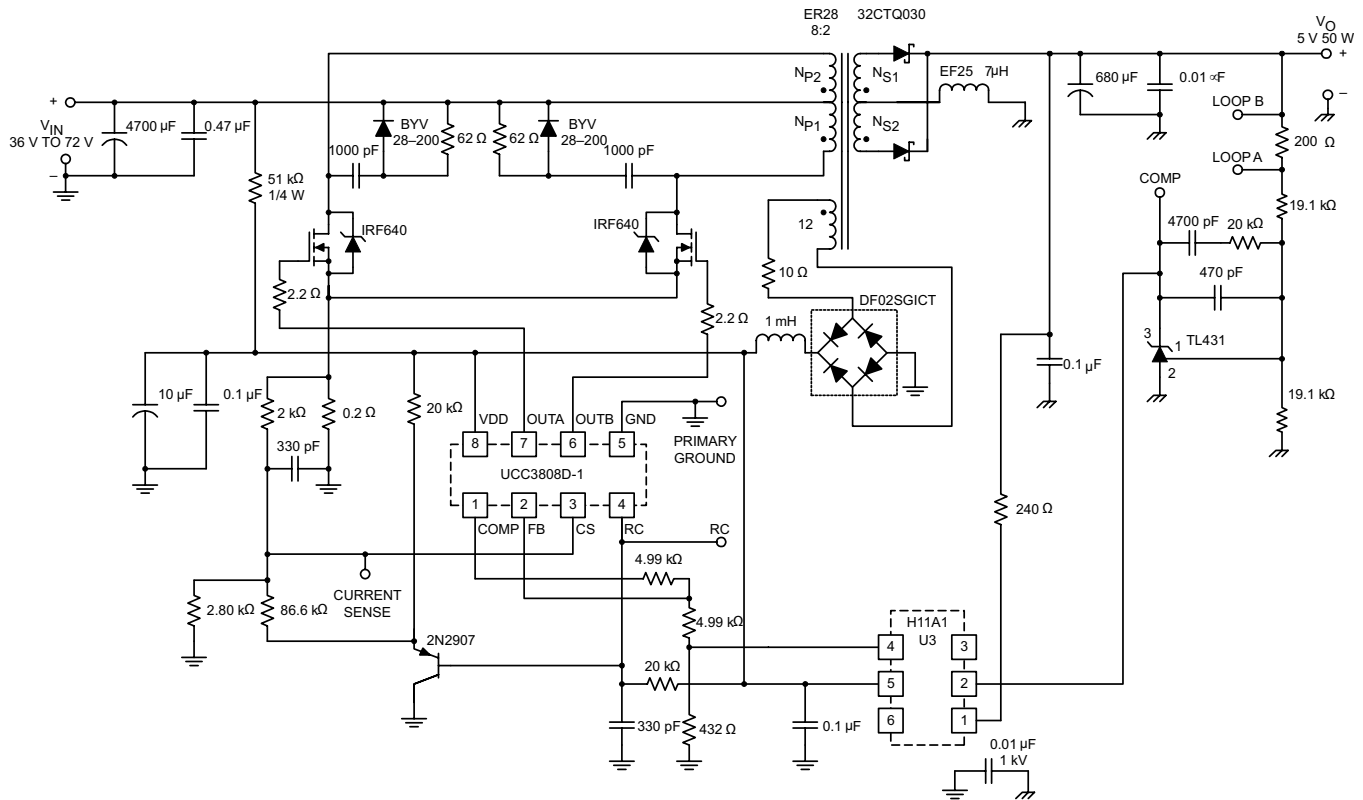 ER28 32CTQ030
8:2
VO
5 V 50 W
+
NP2
NS1
EF25 7µH
680 µF
0.01 ∝F
–
+
VIN
36 V TO 72 V
–
4700 µF
0.47 µF
BYV
28–200
62 Ω
62 Ω
BYV
28–200
NP1
NS2
LOOP B
200 Ω
1000 pF
1000 pF
LOOP A
51 kΩ
1/4 W
COMP
19.1 kΩ
IRF640
IRF640
12
4700 pF
20 kΩ
10 Ω
470 pF
2.2 Ω
2.2 Ω
DF02SGICT
1 mH
3
1
TL431
2
0.1 µF
10 µF
0.1 µF
2 kΩ
0.2 Ω
20 kΩ
19.1 kΩ
VDD
OUTA
OUTB
GND
PRIMARY
GROUND
330 pF
8
7
6
5
UCC3808D-1
1
2
3
4
COMP
FB
CS
RC
RC
240 Ω
4.99 kΩ
CURRENT
SENSE
2.80 kΩ
86.6 kΩ
4.99 kΩ
H11A1
U3
2N2907
4
3
20 kΩ
5
2
330 pF
432 Ω
0.1 µF
6
1
0.01 µF
1 kV